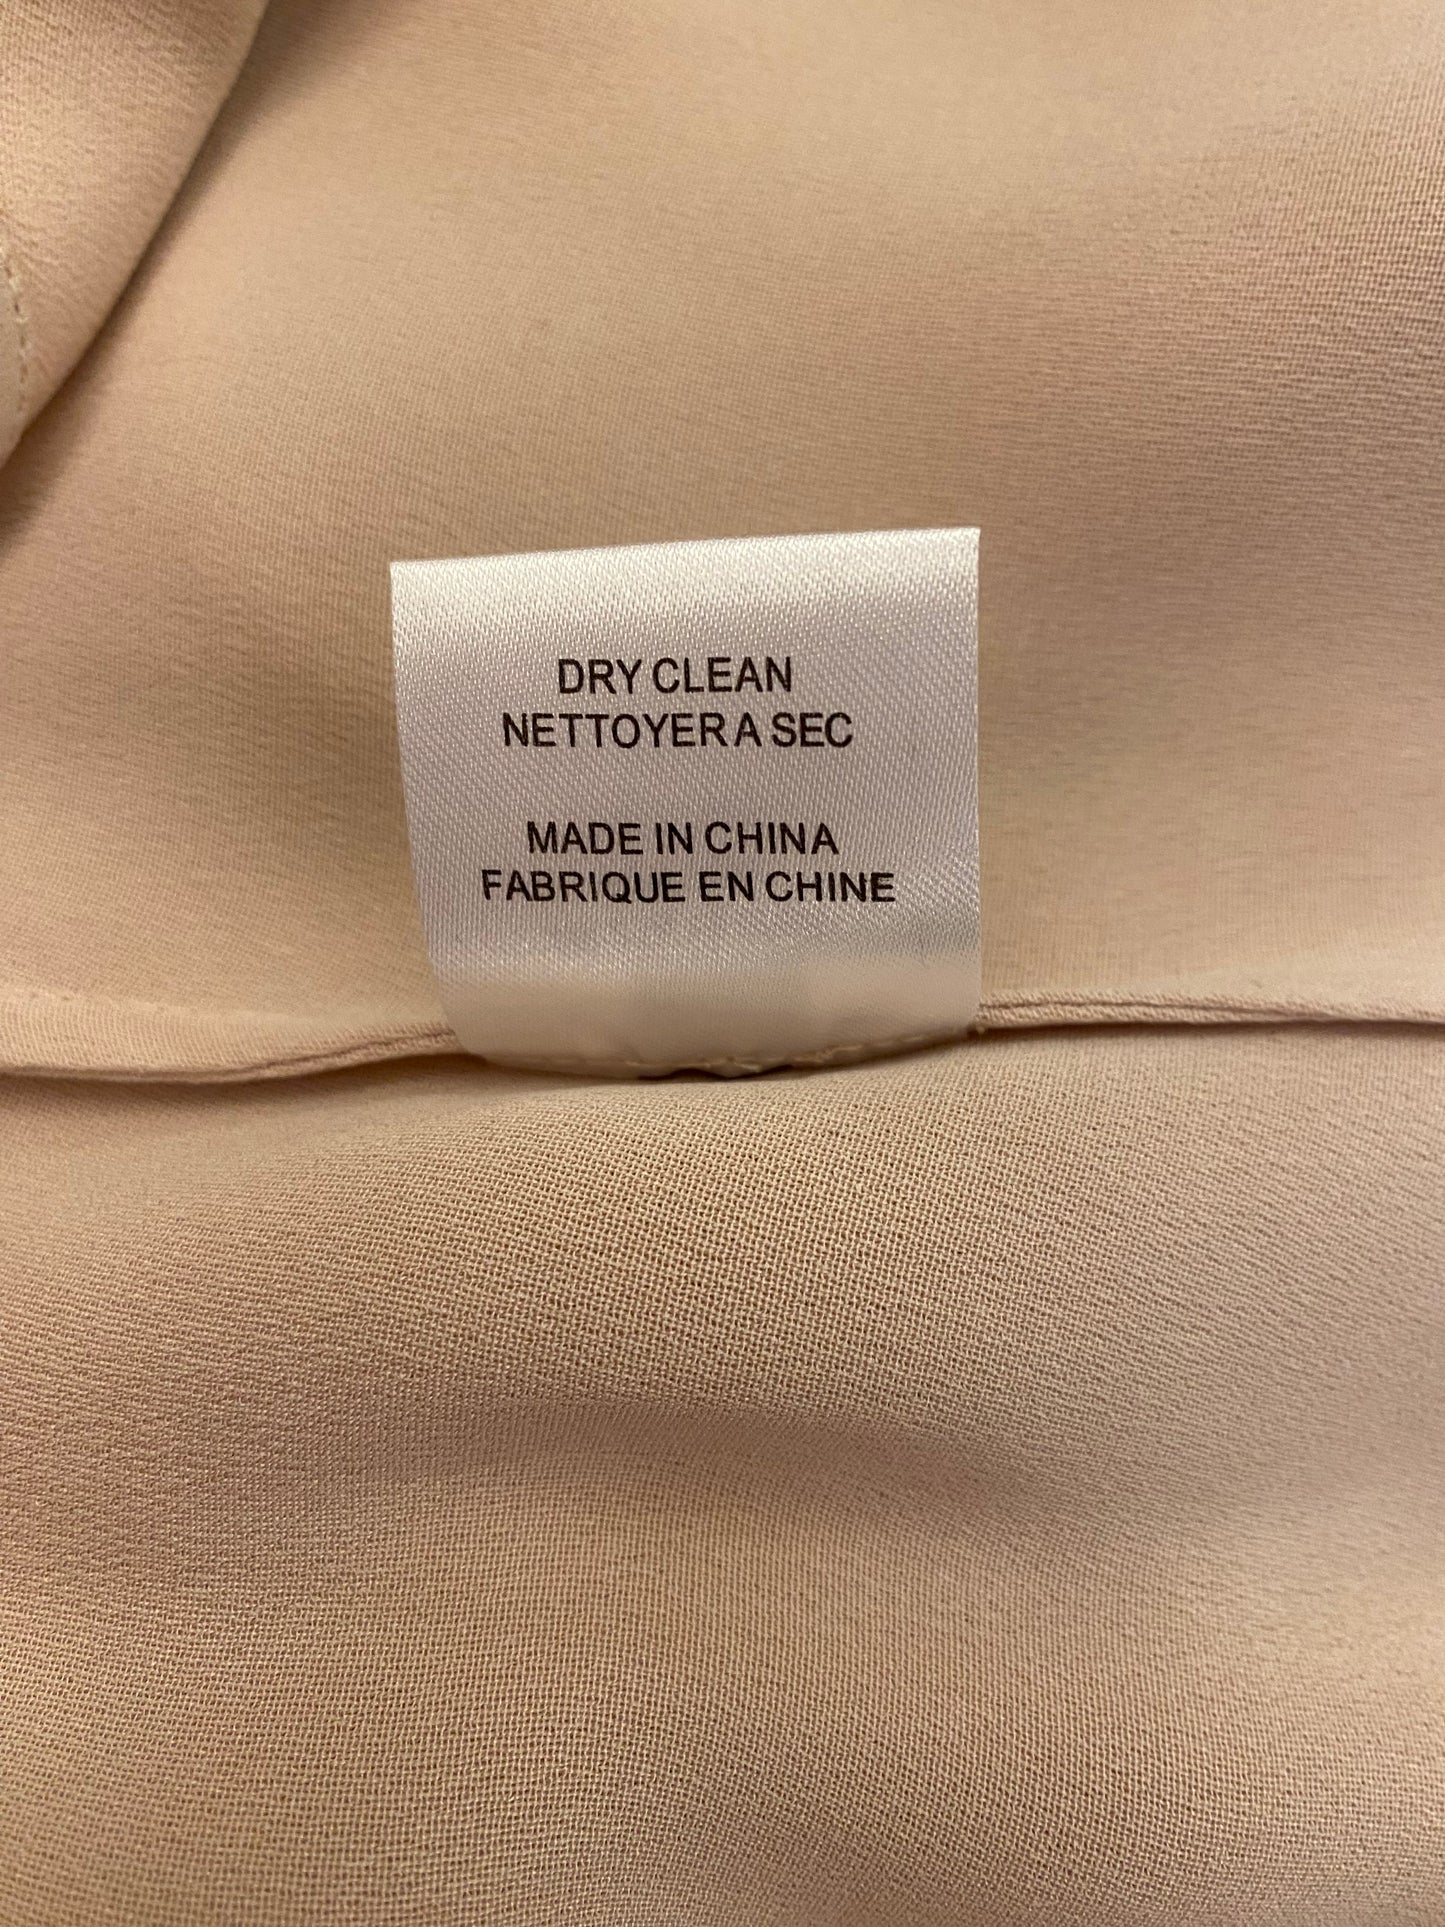 DRY CLEAN
NETTOYER A SEC
MADE IN CHINA
FABRIQUE EN CHINE